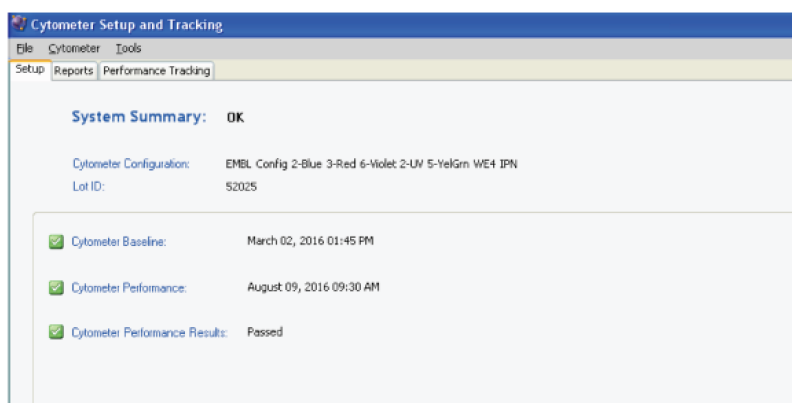 Cytometer Setup and Tracking
File Cytometer Tools
Setup Reports Performance Tracking
System Summary: OK
Cytometer Configuration: EMBL Config 2-Blue 3-Red 6-Violet 2-UV 5-YelGrn WE4 IPN
Lot ID: 52025
Cytometer Baseline: March 02, 2016 01:45 PM
Cytometer Performance: August 09, 2016 09:30 AM
Cytometer Performance Results: Passed